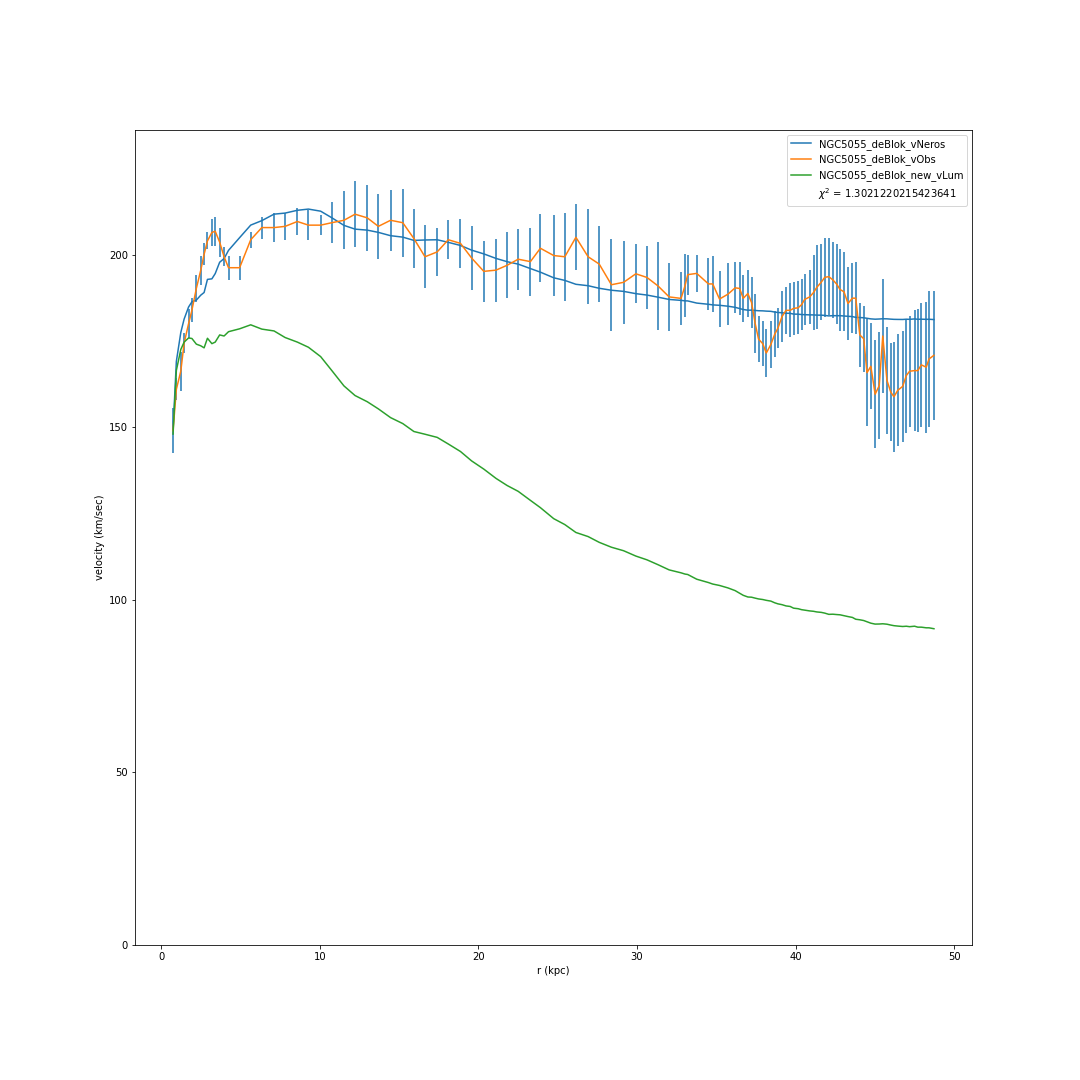 NGC5055_deBlok_vNeros
NGC5055_deBlok_vObs
NGC5055_deBlok_new_vLum
χ² = 1.3021220215423641
200
150
100
50
0
velocity (km/sec)
0 10 20 30 40 50
r (kpc)